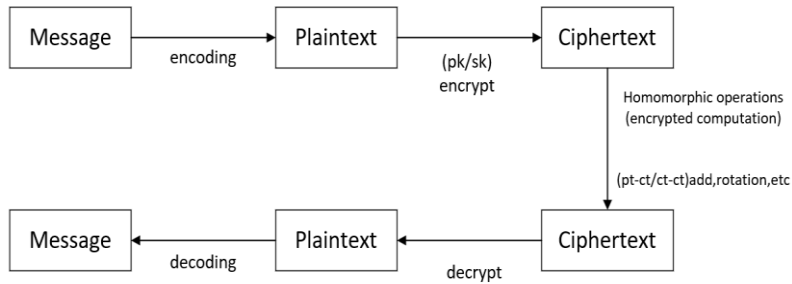 Message
Plaintext
Ciphertext
encoding
(pk/sk)
encrypt
Homomorphic operations
(encrypted computation)
(pt-ct/ct-ct)add,rotation,etc
Message
Plaintext
Ciphertext
decoding
decrypt